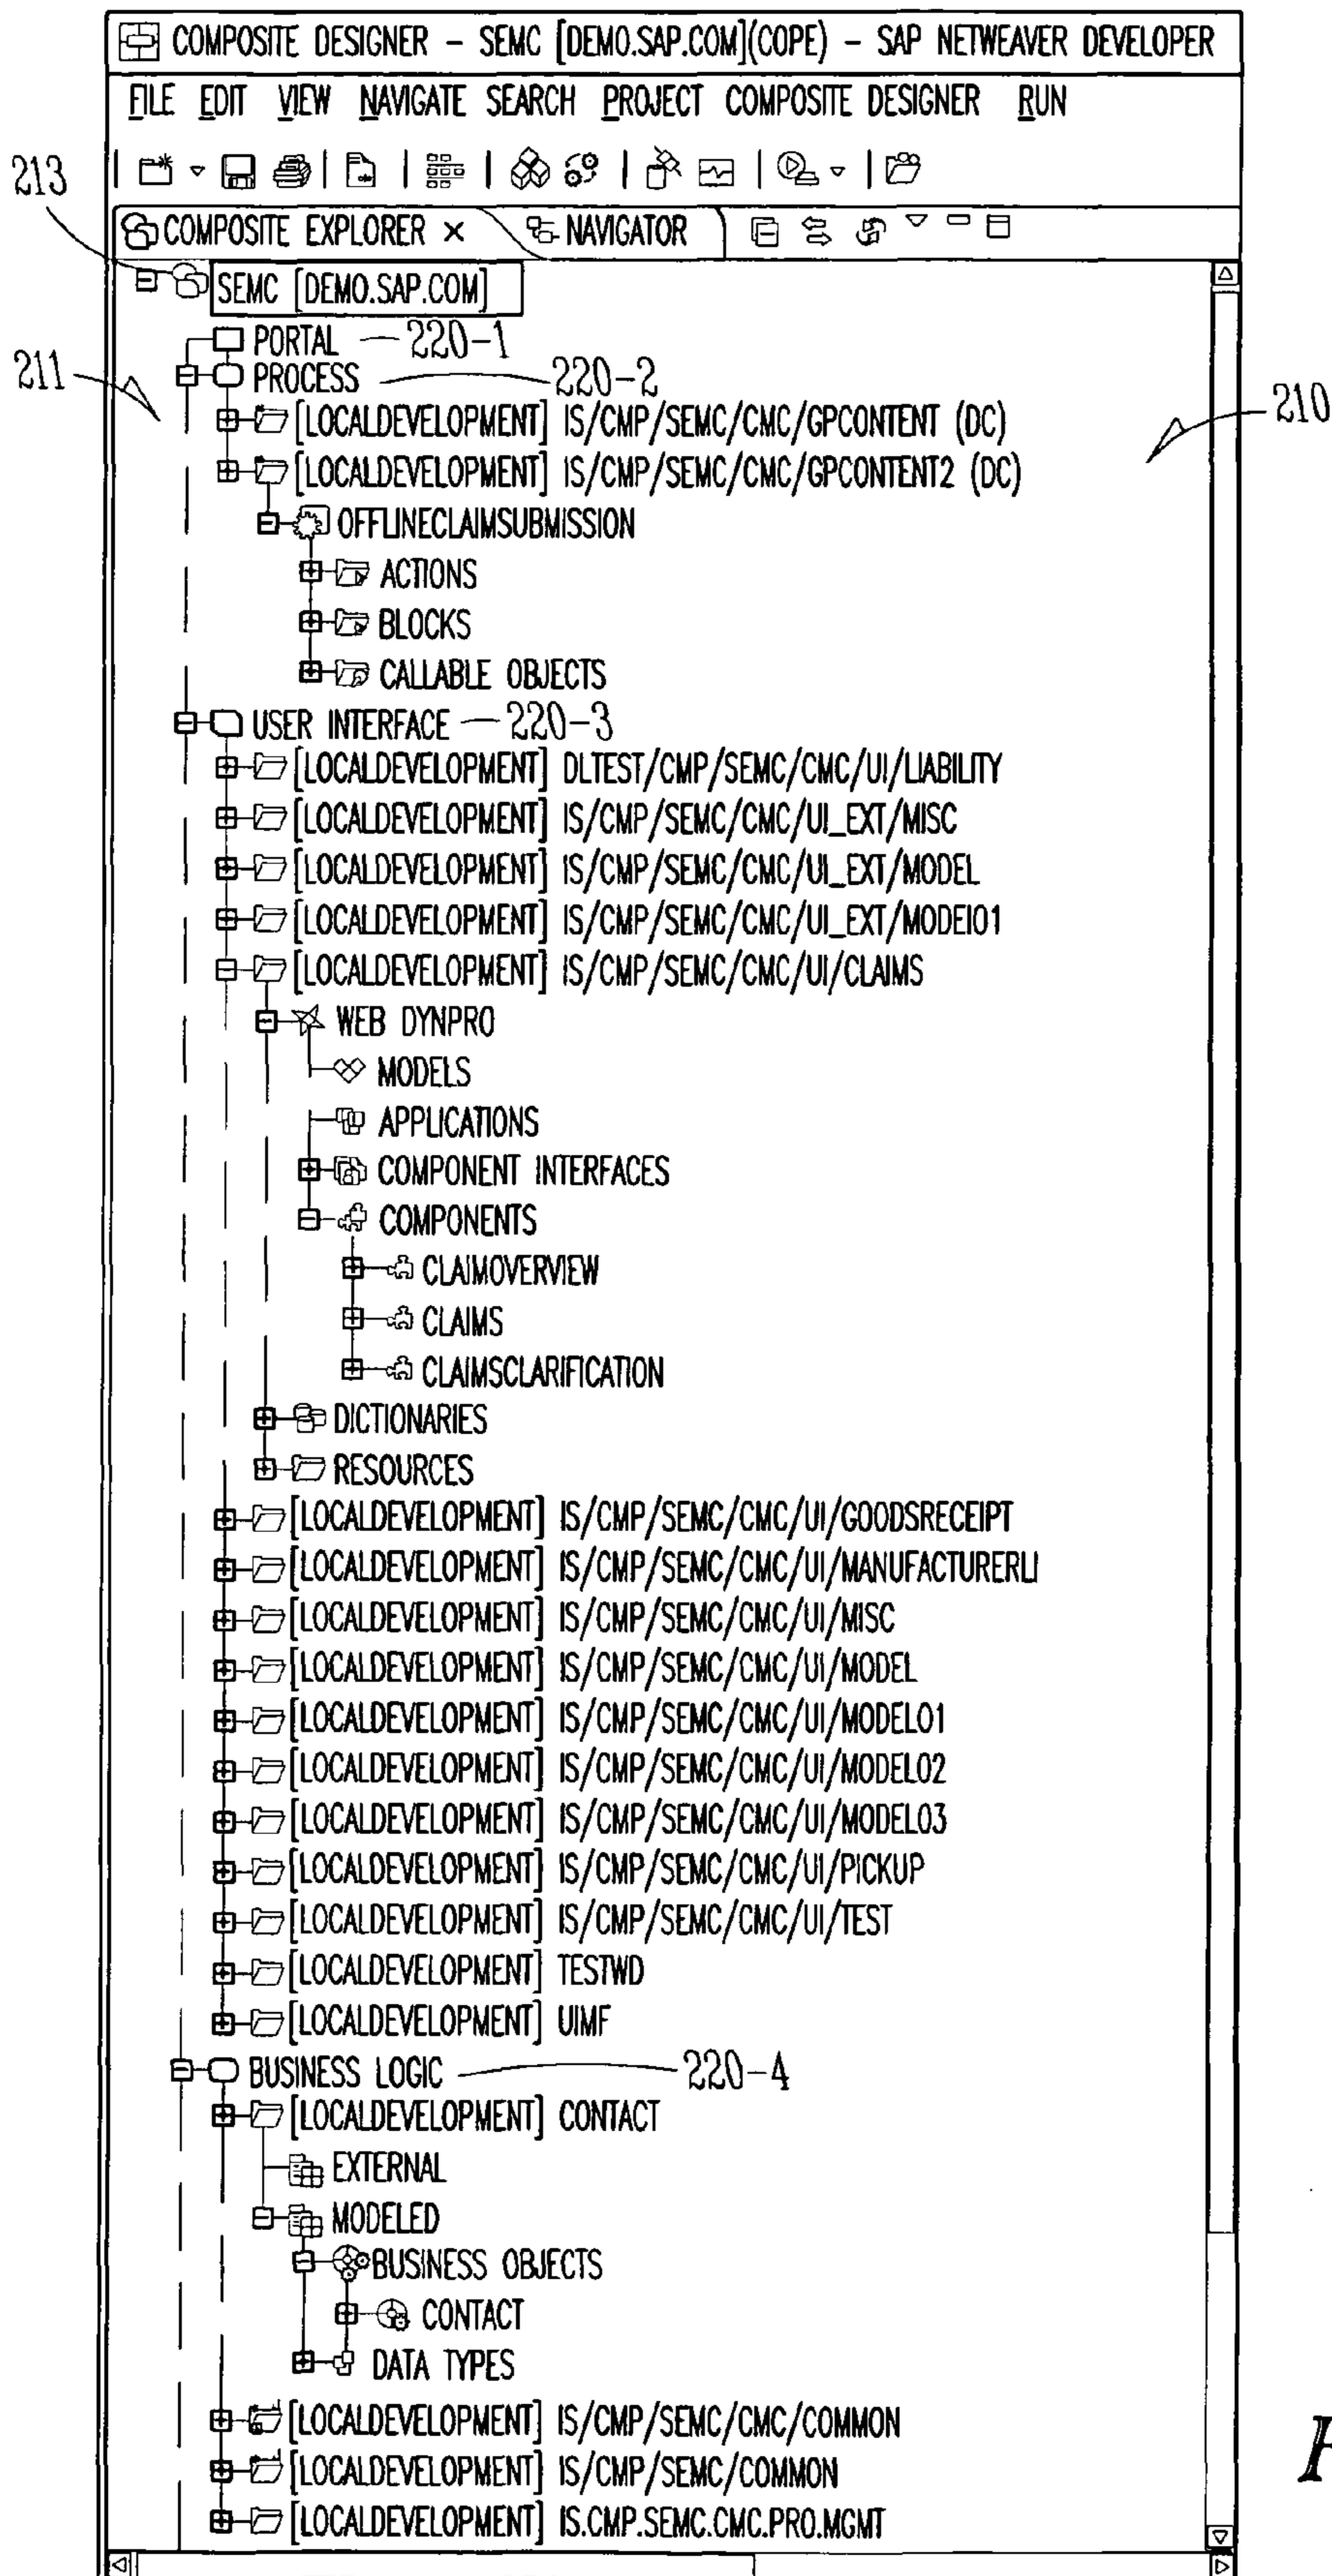 COMPOSITE DESIGNER – SEMC [DEMO.SAP.COM](COPE) – SAP NETWEAVER DEVELOPER
FILE EDIT VIEW NAVIGATE SEARCH PROJECT COMPOSITE DESIGNER RUN
213
COMPOSITE EXPLORER × NAVIGATOR
SEMC [DEMO.SAP.COM]
PORTAL 220-1
211
PROCESS 220-2
210
[LOCALDEVELOPMENT] IS/CMP/SEMC/CMC/GPCONTENT (DC)
[LOCALDEVELOPMENT] IS/CMP/SEMC/CMC/GPCONTENT2 (DC)
OFFLINECLAIMSUBMISSION
ACTIONS
BLOCKS
CALLABLE OBJECTS
USER INTERFACE 220-3
[LOCALDEVELOPMENT] DLTEST/CMP/SEMC/CMC/UI/LIABILITY
[LOCALDEVELOPMENT] IS/CMP/SEMC/CMC/UI_EXT/MISC
[LOCALDEVELOPMENT] IS/CMP/SEMC/CMC/UI_EXT/MODEL
[LOCALDEVELOPMENT] IS/CMP/SEMC/CMC/UI_EXT/MODElO1
[LOCALDEVELOPMENT] IS/CMP/SEMC/CMC/UI/CLAIMS
WEB DYNPRO
MODELS
APPLICATIONS
COMPONENT INTERFACES
COMPONENTS
CLAIMOVERVIEW
CLAIMS
CLAIMSCLARIFICATION
DICTIONARIES
RESOURCES
[LOCALDEVELOPMENT] IS/CMP/SEMC/CMC/UI/GOODSRECEIPT
[LOCALDEVELOPMENT] IS/CMP/SEMC/CMC/UI/MANUFACTURERLI
[LOCALDEVELOPMENT] IS/CMP/SEMC/CMC/UI/MISC
[LOCALDEVELOPMENT] IS/CMP/SEMC/CMC/UI/MODEL
[LOCALDEVELOPMENT] IS/CMP/SEMC/CMC/UI/MODEL01
[LOCALDEVELOPMENT] IS/CMP/SEMC/CMC/UI/MODEL02
[LOCALDEVELOPMENT] IS/CMP/SEMC/CMC/UI/MODEL03
[LOCALDEVELOPMENT] IS/CMP/SEMC/CMC/UI/PICKUP
[LOCALDEVELOPMENT] IS/CMP/SEMC/CMC/UI/TEST
[LOCALDEVELOPMENT] TESTWD
[LOCALDEVELOPMENT] UIMF
BUSINESS LOGIC 220-4
[LOCALDEVELOPMENT] CONTACT
EXTERNAL
MODELED
BUSINESS OBJECTS
CONTACT
DATA TYPES
[LOCALDEVELOPMENT] IS/CMP/SEMC/CMC/COMMON
[LOCALDEVELOPMENT] IS/CMP/SEMC/COMMON
[LOCALDEVELOPMENT] IS.CMP.SEMC.CMC.PRO.MGMT